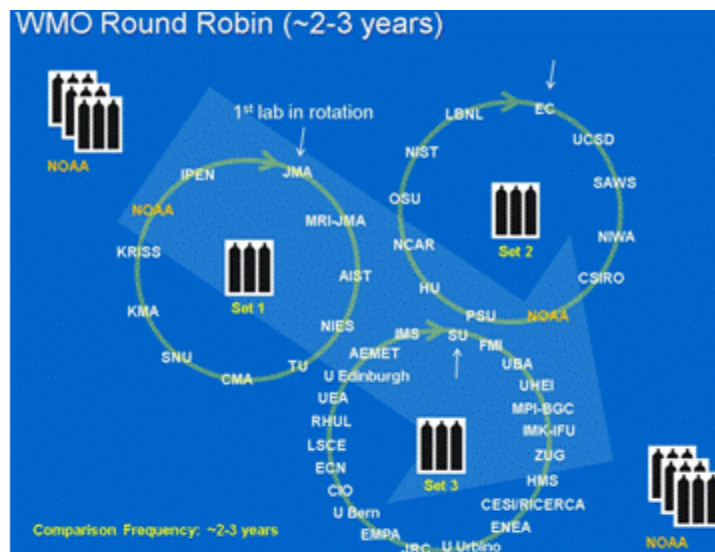 WMO Round Robin (~2-3 years)
NOAA
1st lab in rotation
IPEN
JMA
MRI-JMA
AIST
NIES
TU
CMA
SNU
KMA
KRISS
NOAA
Set 1
LBNL
EC
UCSD
SAWS
NIWA
CSIRO
NOAA
PSU
HU
NCAR
OSU
NIST
Set 2
IMS
SU
FMI
UBA
UHEI
MPI-BGC
IMK-IFU
ZUG
HMS
CESI/RICERCA
ENEA
U Urbino
JRC
EMPA
U Bern
CIO
ECN
LSCE
RHUL
UEA
U Edinburgh
AEMET
Set 3
Comparison Frequency: ~2-3 years
NOAA